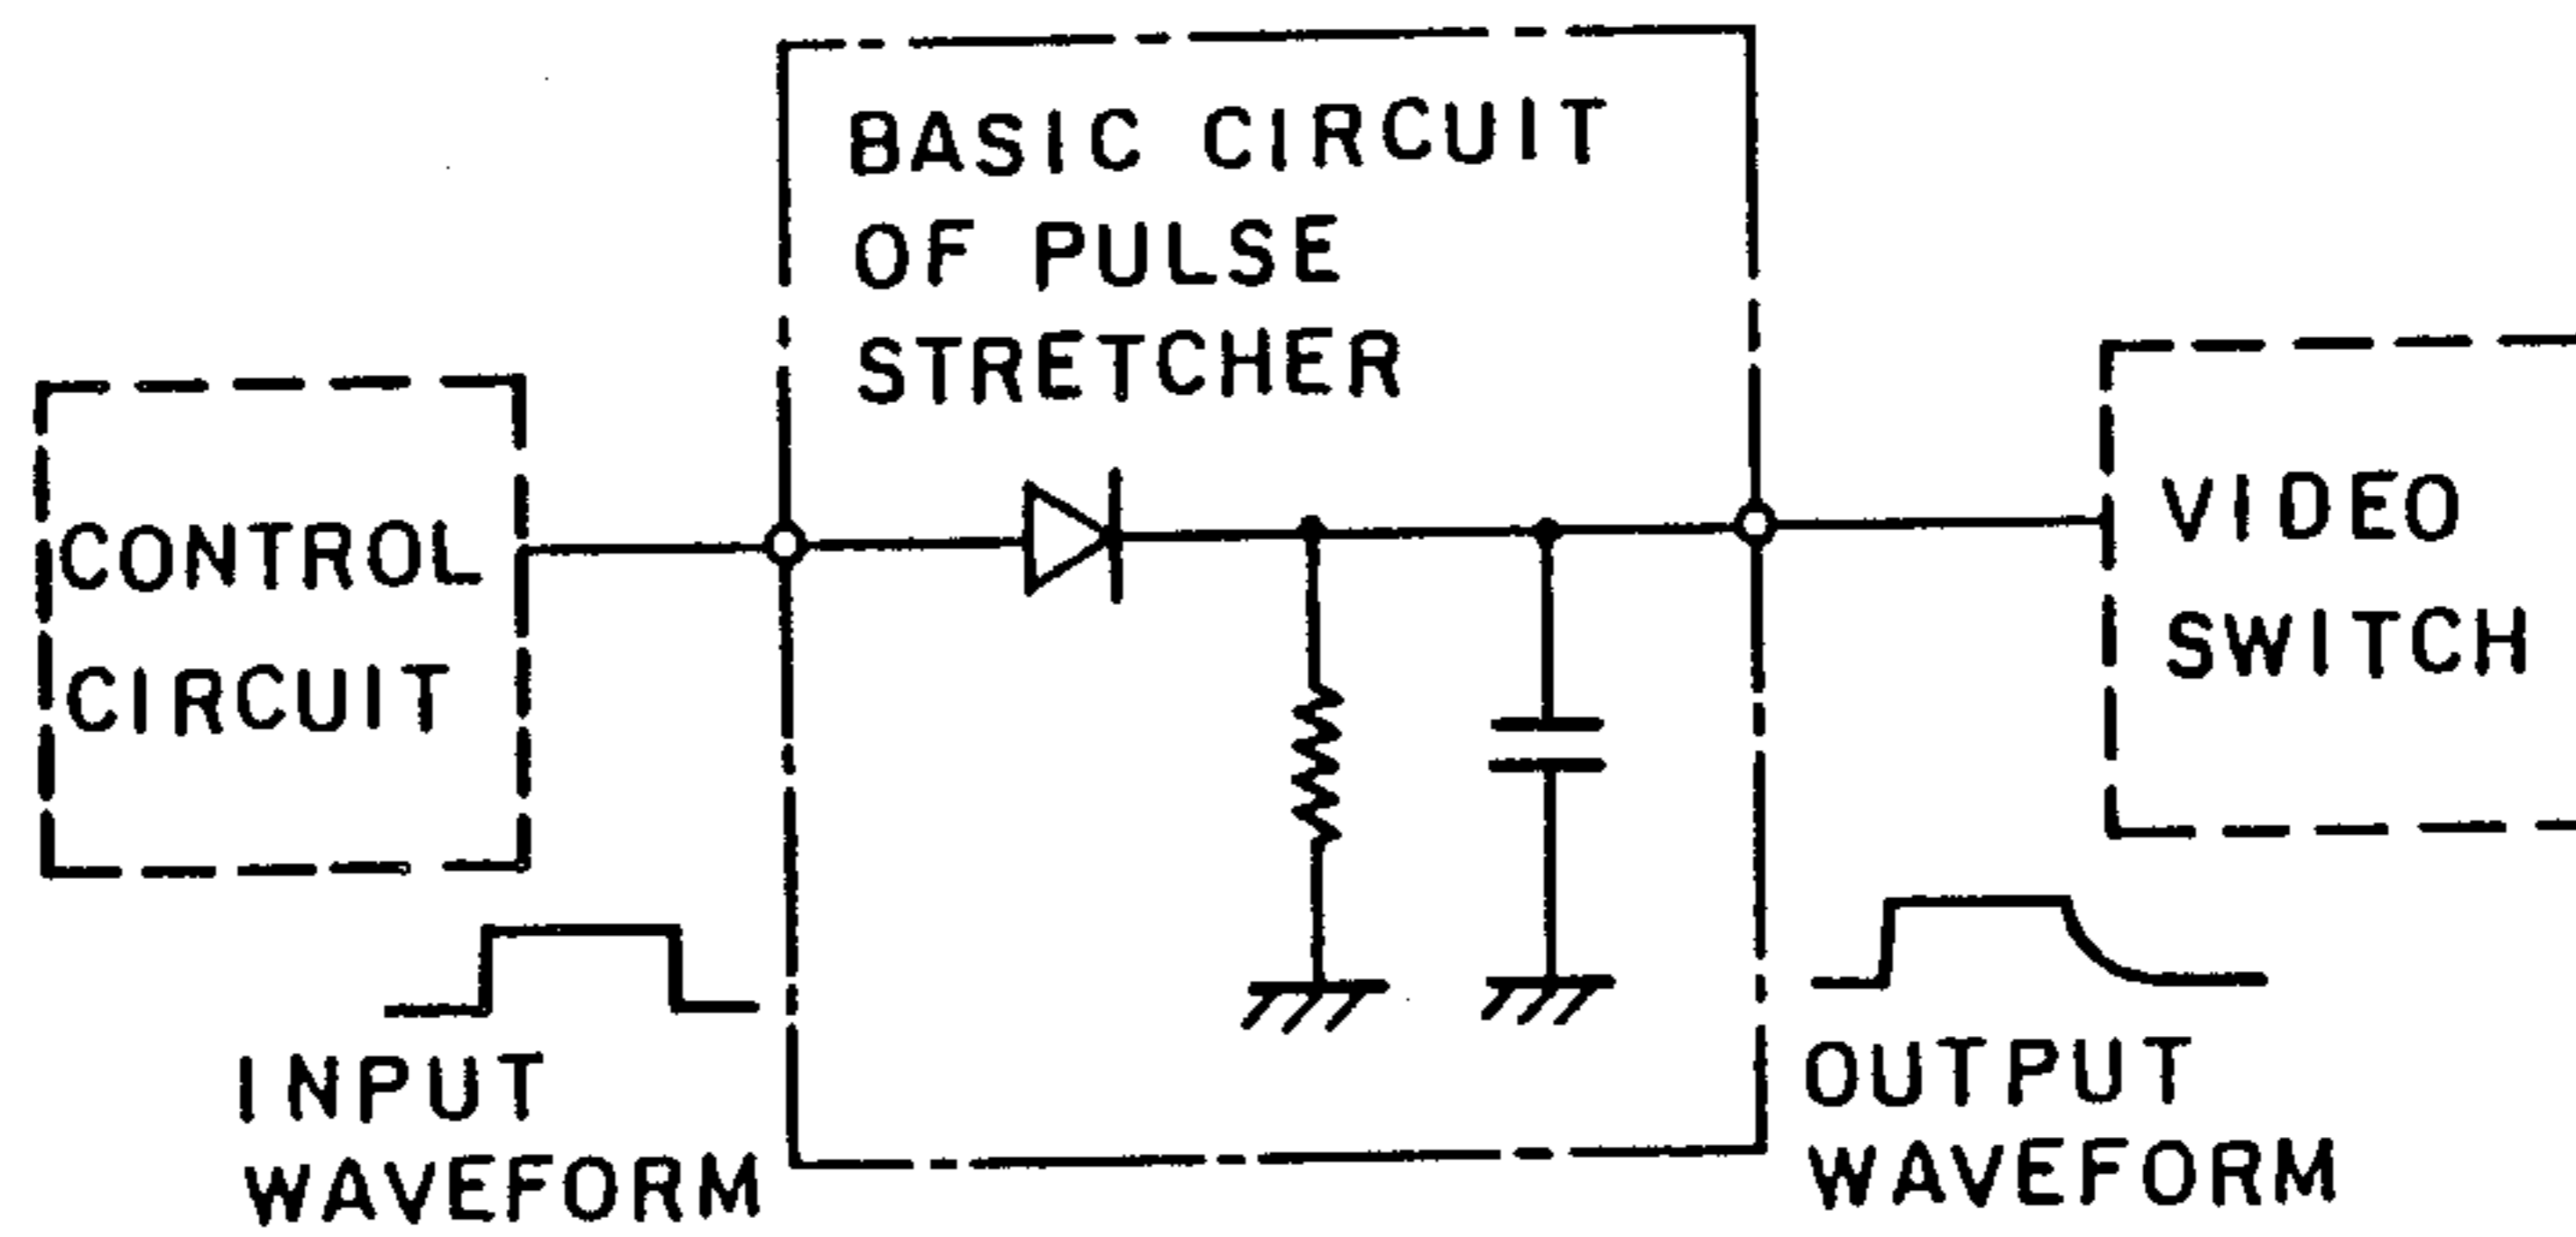 BASIC CIRCUIT
OF PULSE
STRETCHER
CONTROL
CIRCUIT
VIDEO
SWITCH
INPUT
WAVEFORM
OUTPUT
WAVEFORM